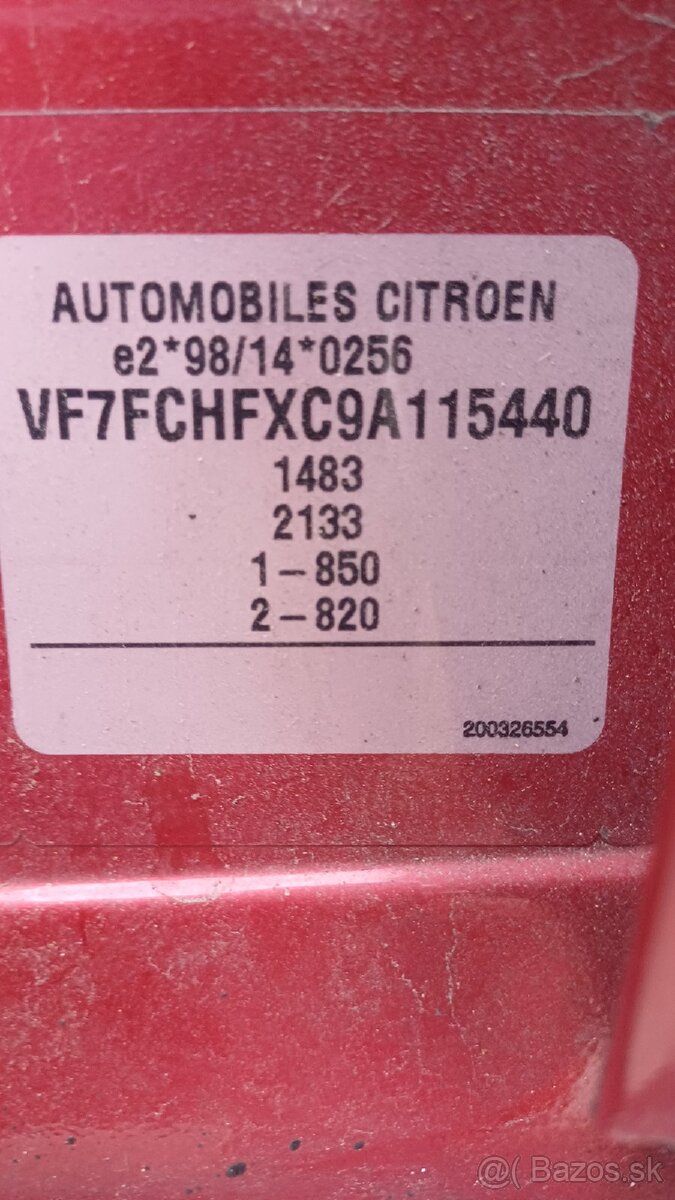 AUTOMOBILES CITROEN
e2*98/14*0256
VF7FCHFXC9A115440
1483
2133
1-850
2-820
200326554
@( Bazos.sk